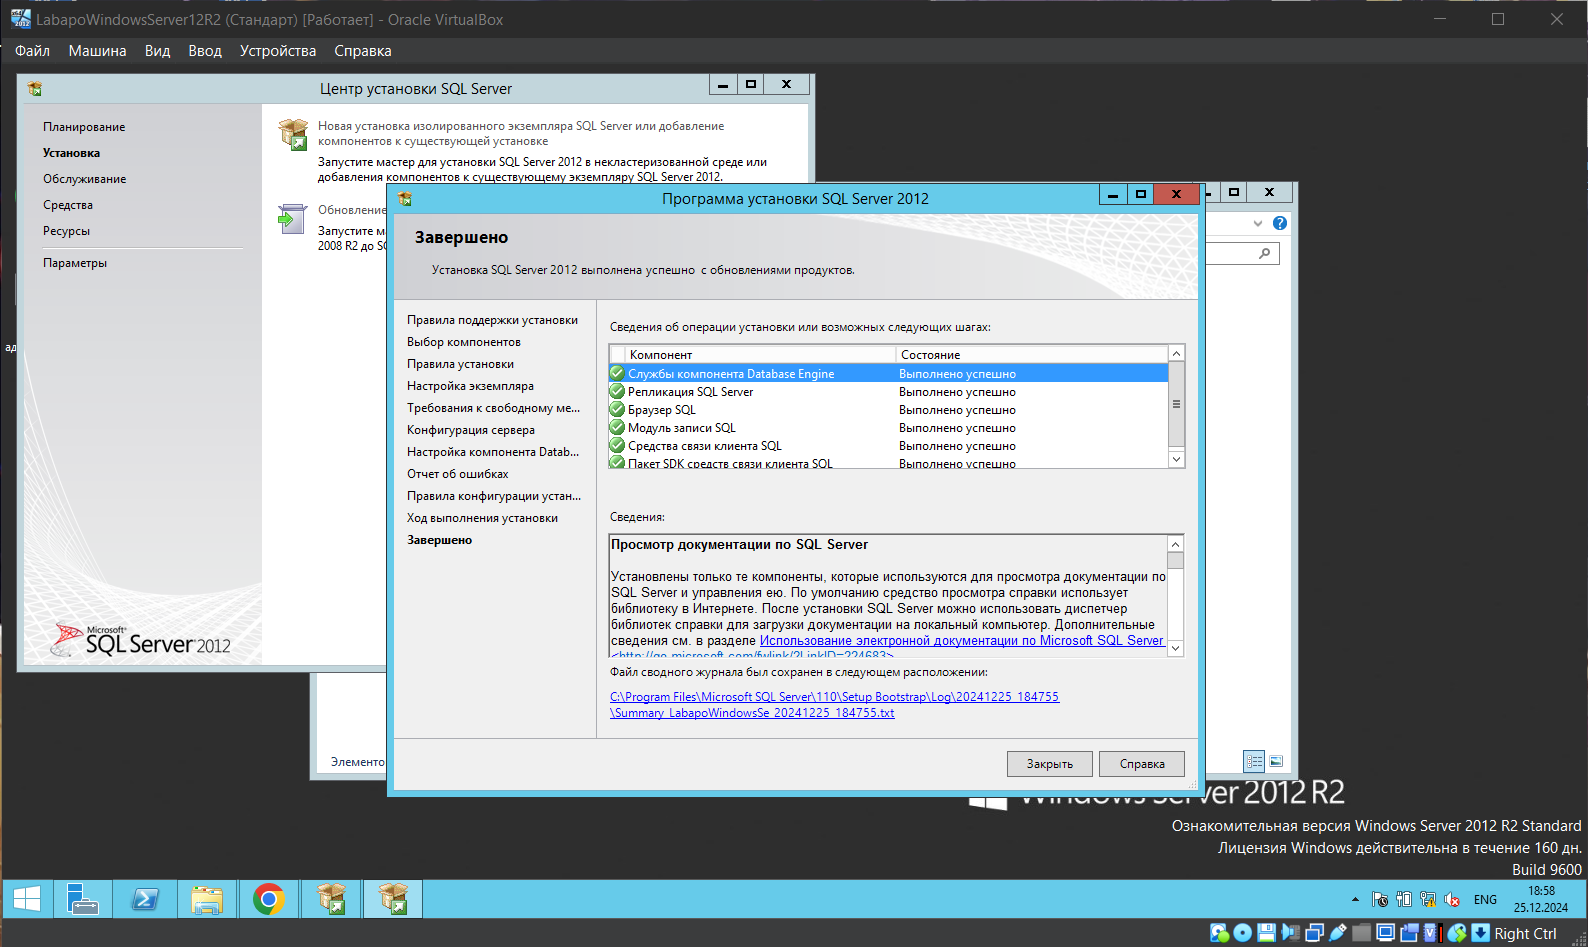 LabapoWindowsServer12R2 (Стандарт) [Работает] - Oracle VirtualBox
Файл Машина Вид Ввод Устройства Справка
Центр установки SQL Server
Планирование
Установка
Обслуживание
Средства
Ресурсы
Параметры
Новая установка изолированного экземпляра SQL Server или добавление
компонентов к существующей установке
Запустите мастер для установки SQL Server 2012 в некластеризованной среде или
добавления компонентов к существующему экземпляру SQL Server 2012.
Обновление
Запустите м
2008 R2 до SQ
Microsoft®
SQL Server 2012
Программа установки SQL Server 2012
Завершено
Установка SQL Server 2012 выполнена успешно с обновлениями продуктов.
Правила поддержки установки
Выбор компонентов
Правила установки
Настройка экземпляра
Требования к свободному ме...
Конфигурация сервера
Настройка компонента Datab...
Отчет об ошибках
Правила конфигурации устан...
Ход выполнения установки
Завершено
Сведения об операции установки или возможных следующих шагах:
Компонент Состояние
Службы компонента Database Engine Выполнено успешно
Репликация SQL Server Выполнено успешно
Браузер SQL Выполнено успешно
Модуль записи SQL Выполнено успешно
Средства связи клиента SQL Выполнено успешно
Пакет SDK средств связи клиента SQL Выполнено успешно
Сведения:
Просмотр документации по SQL Server
Установлены только те компоненты, которые используются для просмотра документации по
SQL Server и управления ею. По умолчанию средство просмотра справки использует
библиотеку в Интернете. После установки SQL Server можно использовать диспетчер
библиотек справки для загрузки документации на локальный компьютер. Дополнительные
сведения см. в разделе Использование электронной документации по Microsoft SQL Server
<http://go.microsoft.com/fwlink/?LinkID=224683>
Файл сводного журнала был сохранен в следующем расположении:
C:\Program Files\Microsoft SQL Server\110\Setup Bootstrap\Log\20241225_184755
\Summary_LabapoWindowsSe_20241225_184755.txt
Закрыть Справка
Элементо
ад
Windows Server 2012 R2
Ознакомительная версия Windows Server 2012 R2 Standard
Лицензия Windows действительна в течение 160 дн.
Build 9600
ENG
18:58
25.12.2024
Right Ctrl